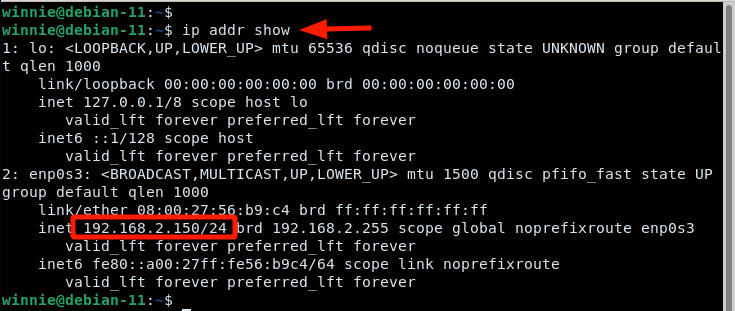 winnie@debian-11:~$
winnie@debian-11:~$ ip addr show
1: lo: <LOOPBACK,UP,LOWER_UP> mtu 65536 qdisc noqueue state UNKNOWN group defaul
t qlen 1000
    link/loopback 00:00:00:00:00:00 brd 00:00:00:00:00:00
    inet 127.0.0.1/8 scope host lo
       valid_lft forever preferred_lft forever
    inet6 ::1/128 scope host
       valid_lft forever preferred_lft forever
2: enp0s3: <BROADCAST,MULTICAST,UP,LOWER_UP> mtu 1500 qdisc pfifo_fast state UP
group default qlen 1000
    link/ether 08:00:27:56:b9:c4 brd ff:ff:ff:ff:ff:ff
    inet 192.168.2.150/24 brd 192.168.2.255 scope global noprefixroute enp0s3
       valid_lft forever preferred_lft forever
    inet6 fe80::a00:27ff:fe56:b9c4/64 scope link noprefixroute
       valid_lft forever preferred_lft forever
winnie@debian-11:~$